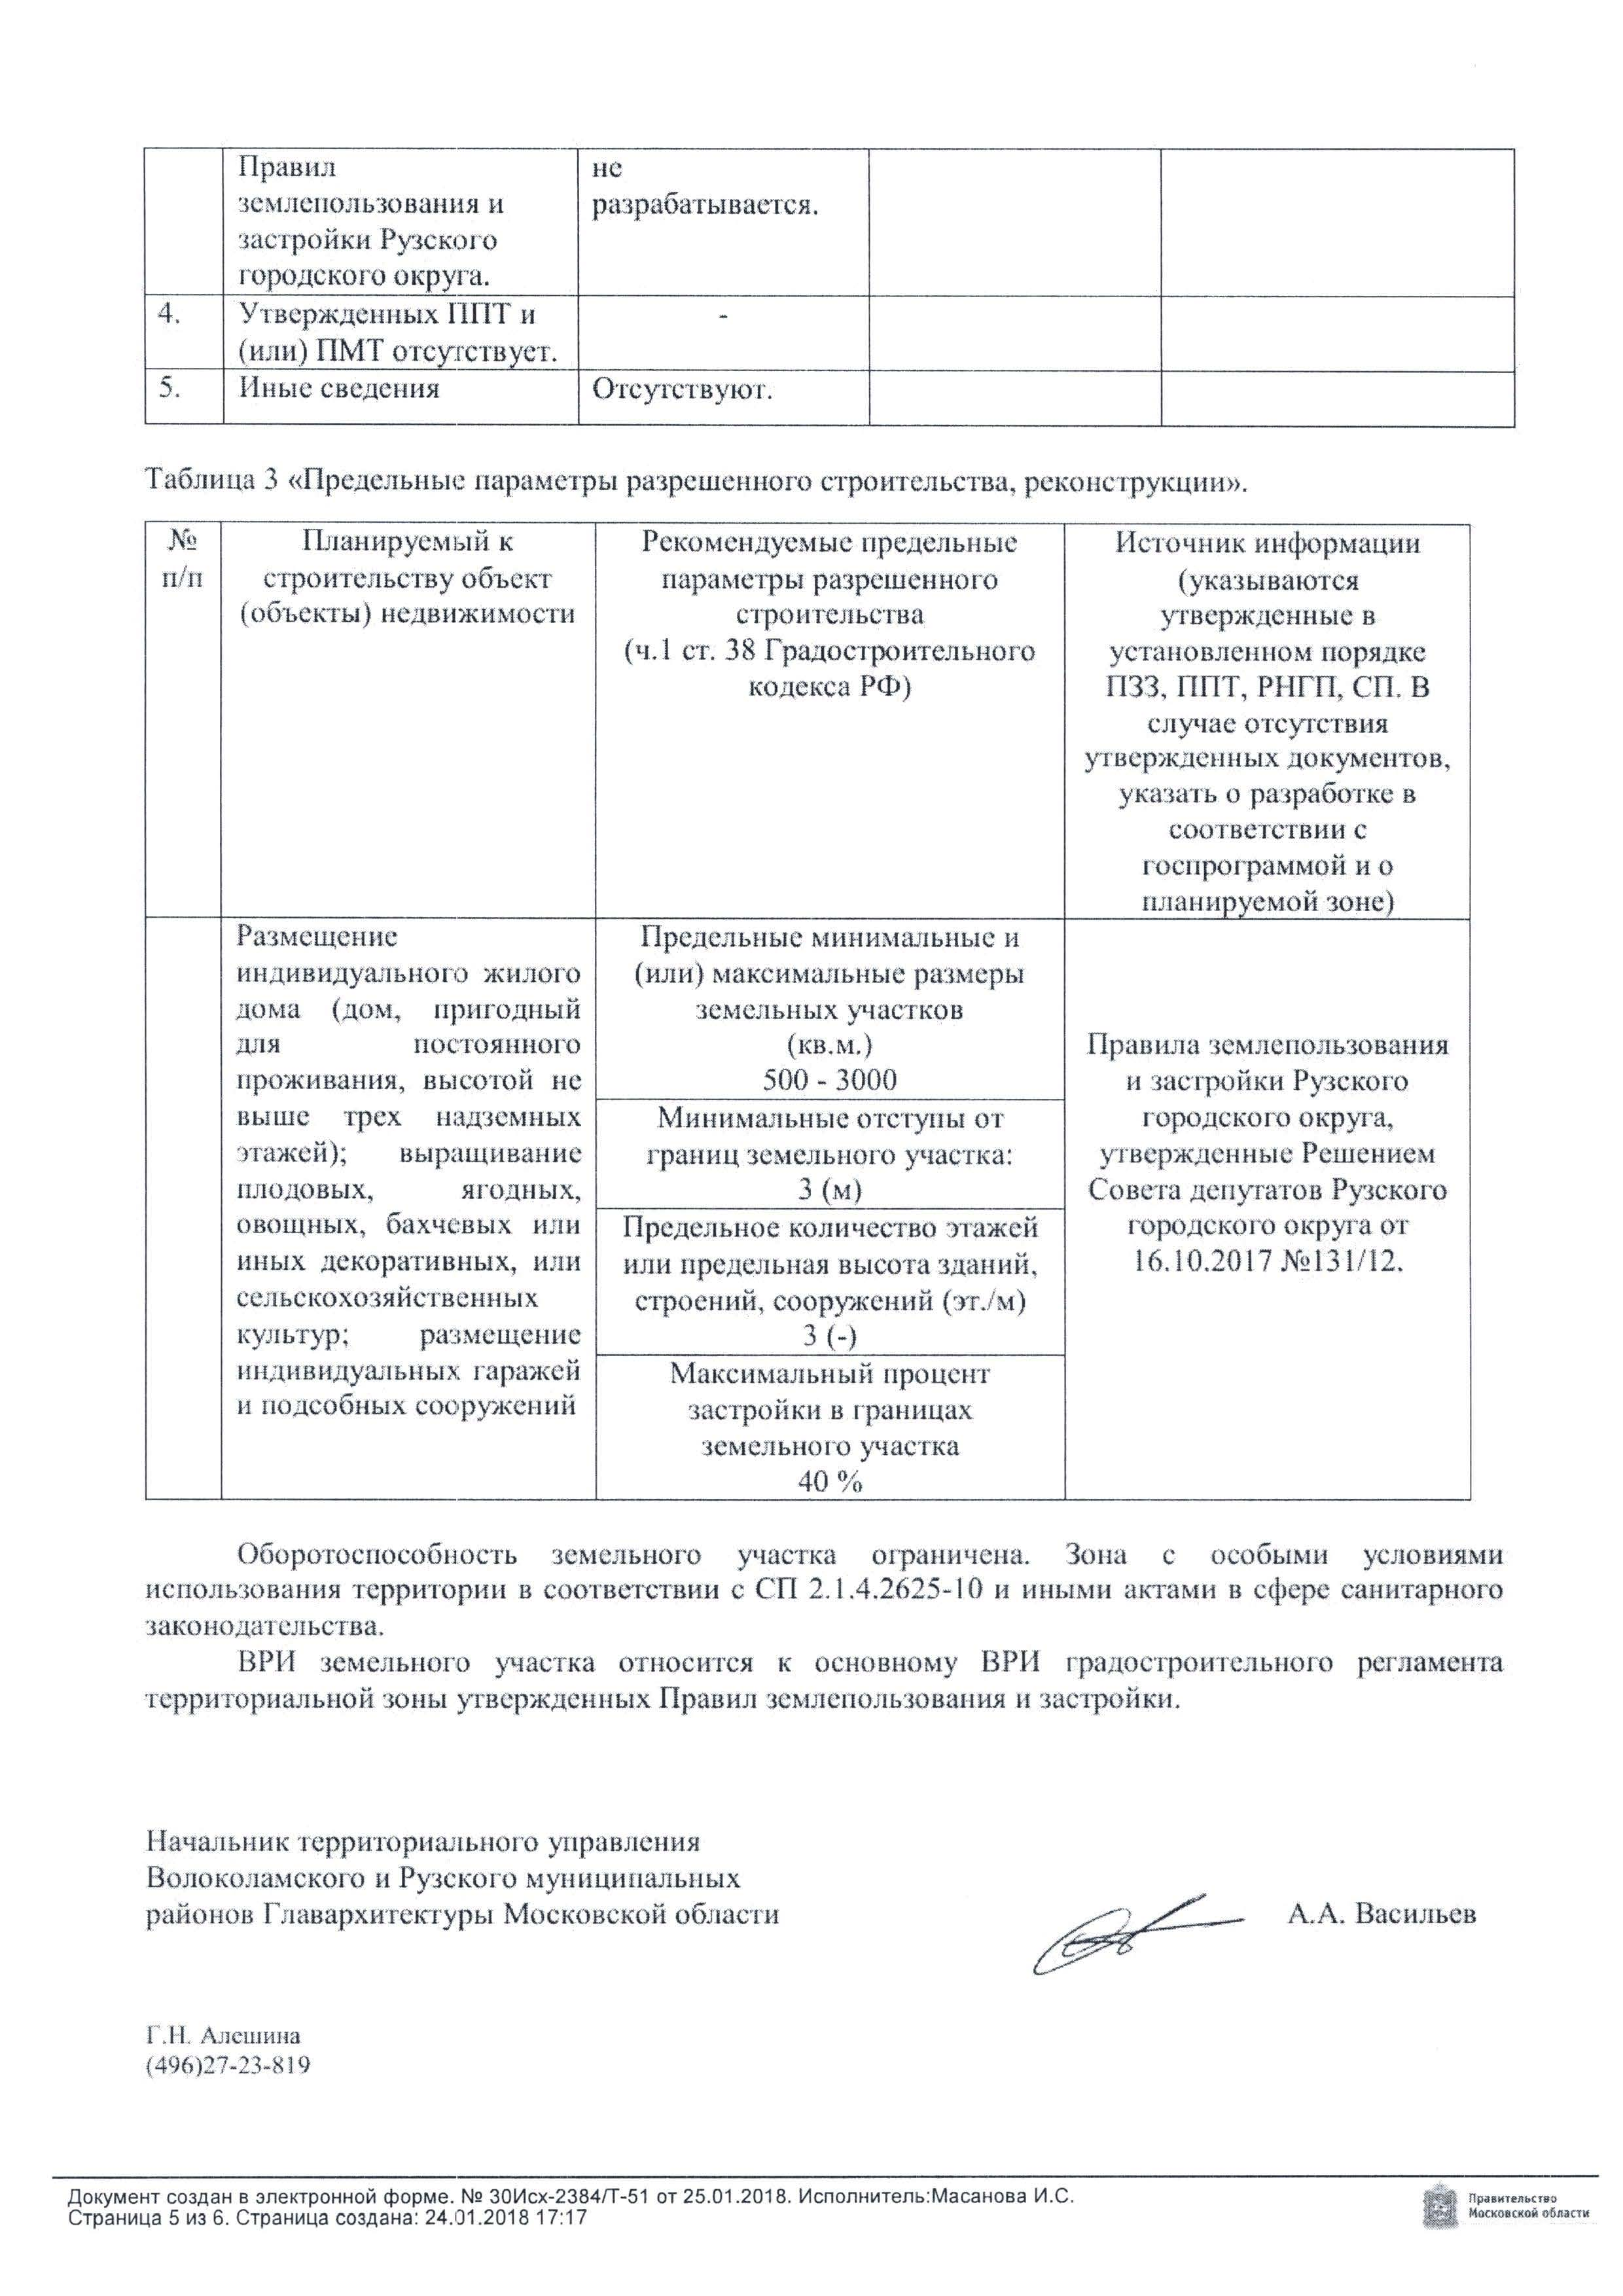 Правил
землепользования и
застройки Рузского
городского округа.
не
разрабатывается.
4.
Утвержденных ППТ и
(или) ПМТ отсутствует.
-
5.
Иные сведения
Отсутствуют.
Таблица 3 «Предельные параметры разрешенного строительства, реконструкции».
№
п/п
Планируемый к
строительству объект
(объекты) недвижимости
Рекомендуемые предельные
параметры разрешенного
строительства
(ч.1 ст. 38 Градостроительного
кодекса РФ)
Источник информации
(указываются
утвержденные в
установленном порядке
ПЗЗ, ППТ, РНГП, СП. В
случае отсутствия
утвержденных документов,
указать о разработке в
соответствии с
госпрограммой и о
планируемой зоне)
Размещение
индивидуального жилого
дома (дом, пригодный
для постоянного
проживания, высотой не
выше трех надземных
этажей); выращивание
плодовых, ягодных,
овощных, бахчевых или
иных декоративных, или
сельскохозяйственных
культур; размещение
индивидуальных гаражей
и подсобных сооружений
Предельные минимальные и
(или) максимальные размеры
земельных участков
(кв.м.)
500 - 3000
Минимальные отступы от
границ земельного участка:
3 (м)
Предельное количество этажей
или предельная высота зданий,
строений, сооружений (эт./м)
3 (-)
Максимальный процент
застройки в границах
земельного участка
40 %
Правила землепользования
и застройки Рузского
городского округа,
утвержденные Решением
Совета депутатов Рузского
городского округа от
16.10.2017 №131/12.
Оборотоспособность земельного участка ограничена. Зона с особыми условиями
использования территории в соответствии с СП 2.1.4.2625-10 и иными актами в сфере санитарного
законодательства.
ВРИ земельного участка относится к основному ВРИ градостроительного регламента
территориальной зоны утвержденных Правил землепользования и застройки.
Начальник территориального управления
Волоколамского и Рузского муниципальных
районов Главархитектуры Московской области
А.А. Васильев
Г.Н. Алешина
(496)27-23-819
Документ создан в электронной форме. № 30Исх-2384/Т-51 от 25.01.2018. Исполнитель:Масанова И.С.
Страница 5 из 6. Страница создана: 24.01.2018 17:17
Правительство
Московской области